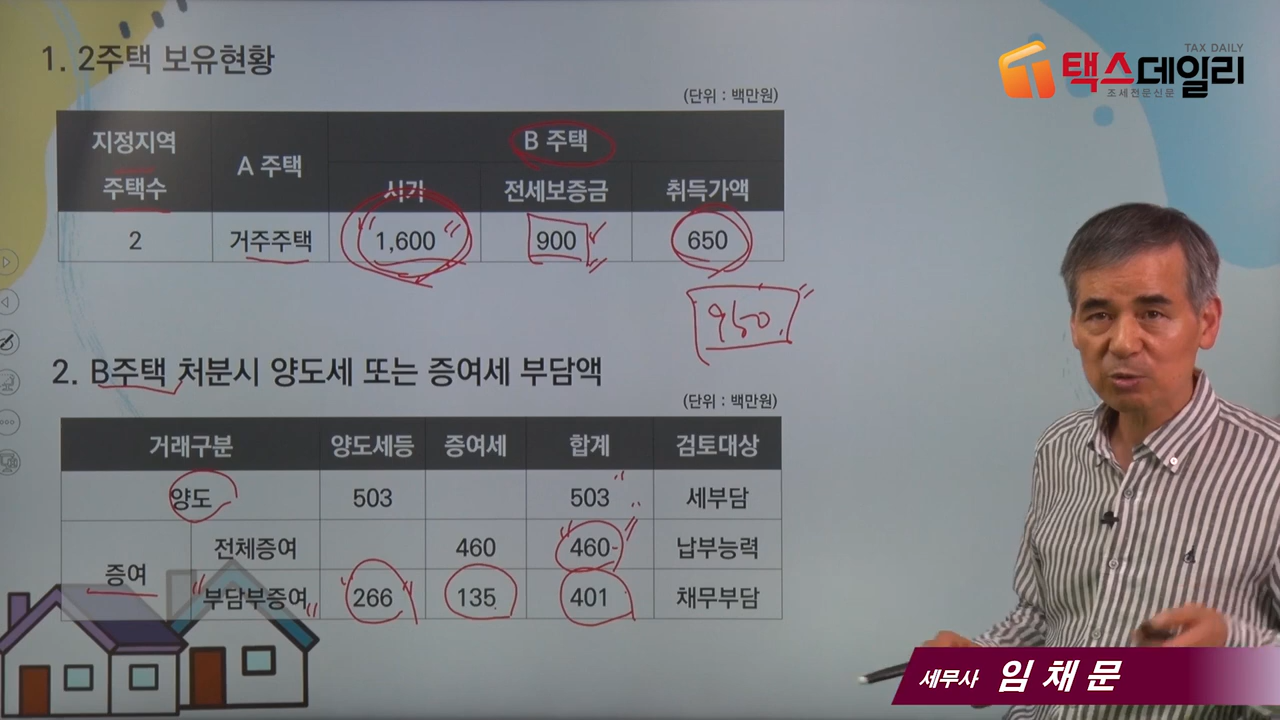 1. 2주택 보유현황
TAX DAILY
택스데일리
조세전문신문
(단위 : 백만원)
지정지역 주택수
A 주택
B 주택
시가 전세보증금 취득가액
2 거주주택 1,600 900 650
950
2. B주택 처분시 양도세 또는 증여세 부담액
(단위 : 백만원)
거래구분 양도세등 증여세 합계 검토대상
양도 503 503 세부담
증여
전체증여 460 460 납부능력
부담부증여 266 135 401 채무부담
세무사 임채문